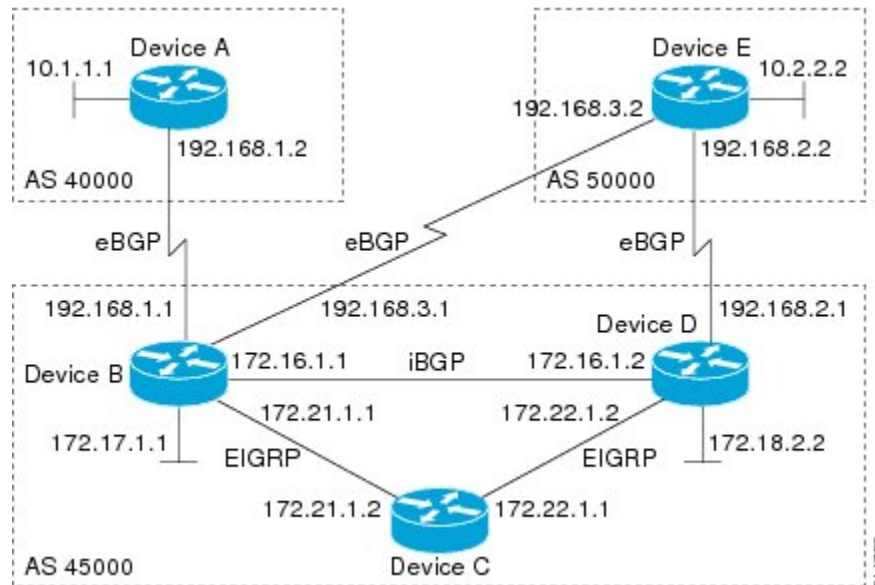 Device A
Device E
10.1.1.1
10.2.2.2
192.168.3.2
192.168.1.2
192.168.2.2
AS 40000
AS 50000
eBGP
eBGP
eBGP
192.168.1.1
192.168.3.1
192.168.2.1
Device D
Device B
172.16.1.1
iBGP
172.16.1.2
172.21.1.1
172.22.1.2
172.17.1.1
172.18.2.2
EIGRP
EIGRP
172.21.1.2
172.22.1.1
AS 45000
Device C